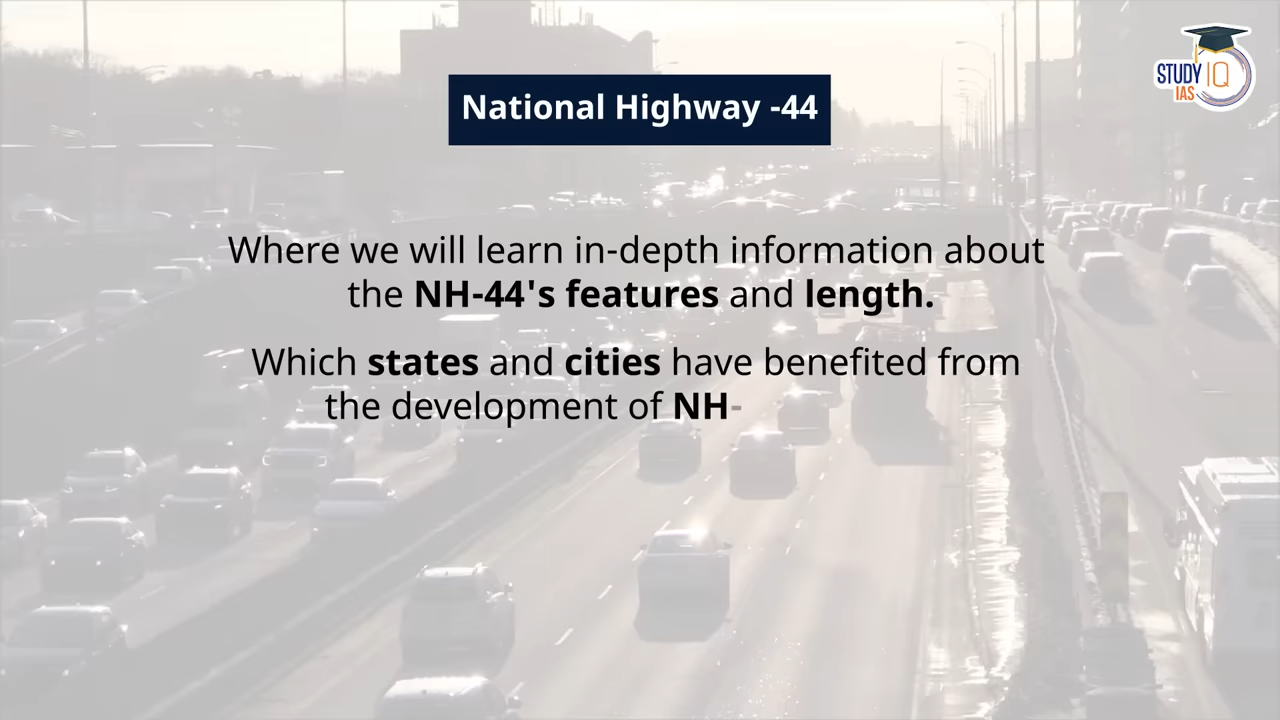 National Highway -44
STUDY IQ
IAS
Where we will learn in-depth information about
the NH-44's features and length.
Which states and cities have benefited from
the development of NH-